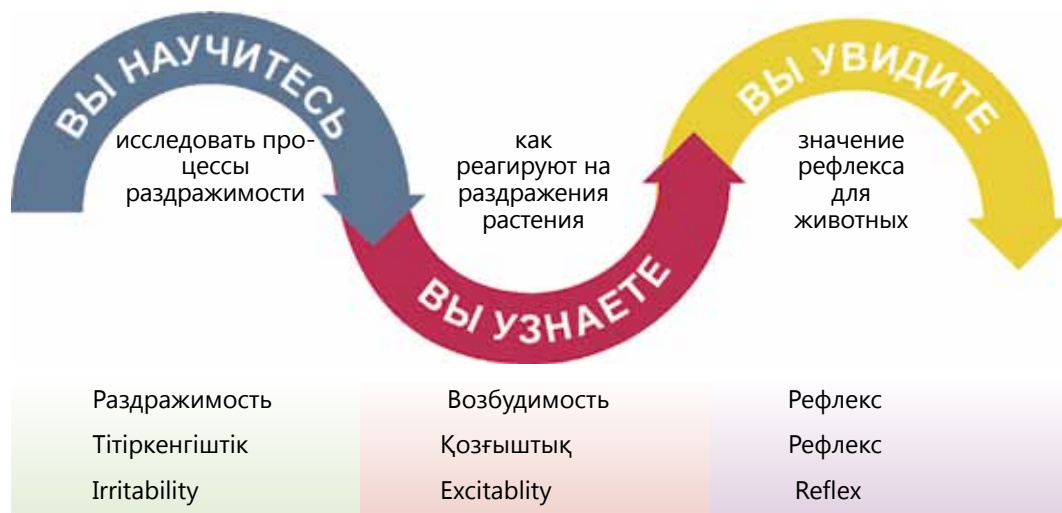 ВЫ НАУЧИТЕСЬ
исследовать про-
цессы
раздражимости
ВЫ УЗНАЕТЕ
как
реагируют на
раздражения
растения
ВЫ УВИДИТЕ
значение
рефлекса
для
животных
Раздражимость
Тітіркенгіштік
Irritability
Возбудимость
Қозғыштық
Excitablity
Рефлекс
Рефлекс
Reflex